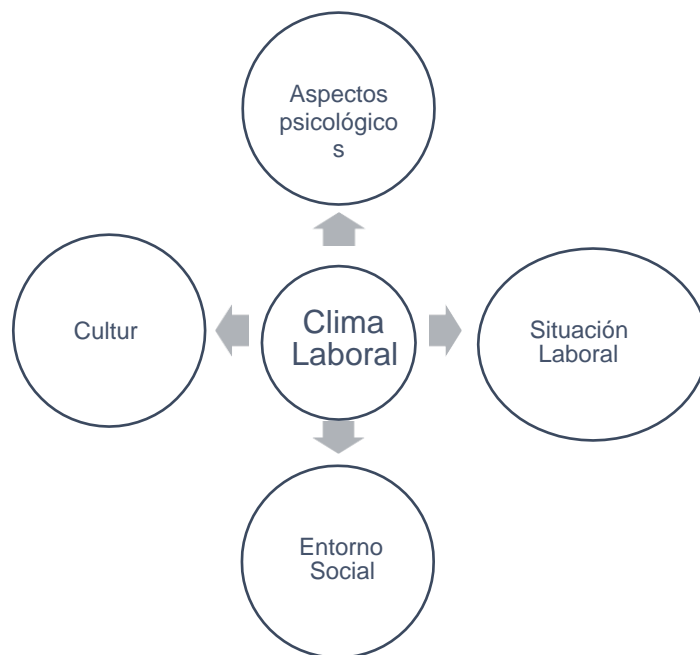 Aspectos
psicológico
s
Cultur
Clima
Laboral
Situación
Laboral
Entorno
Social